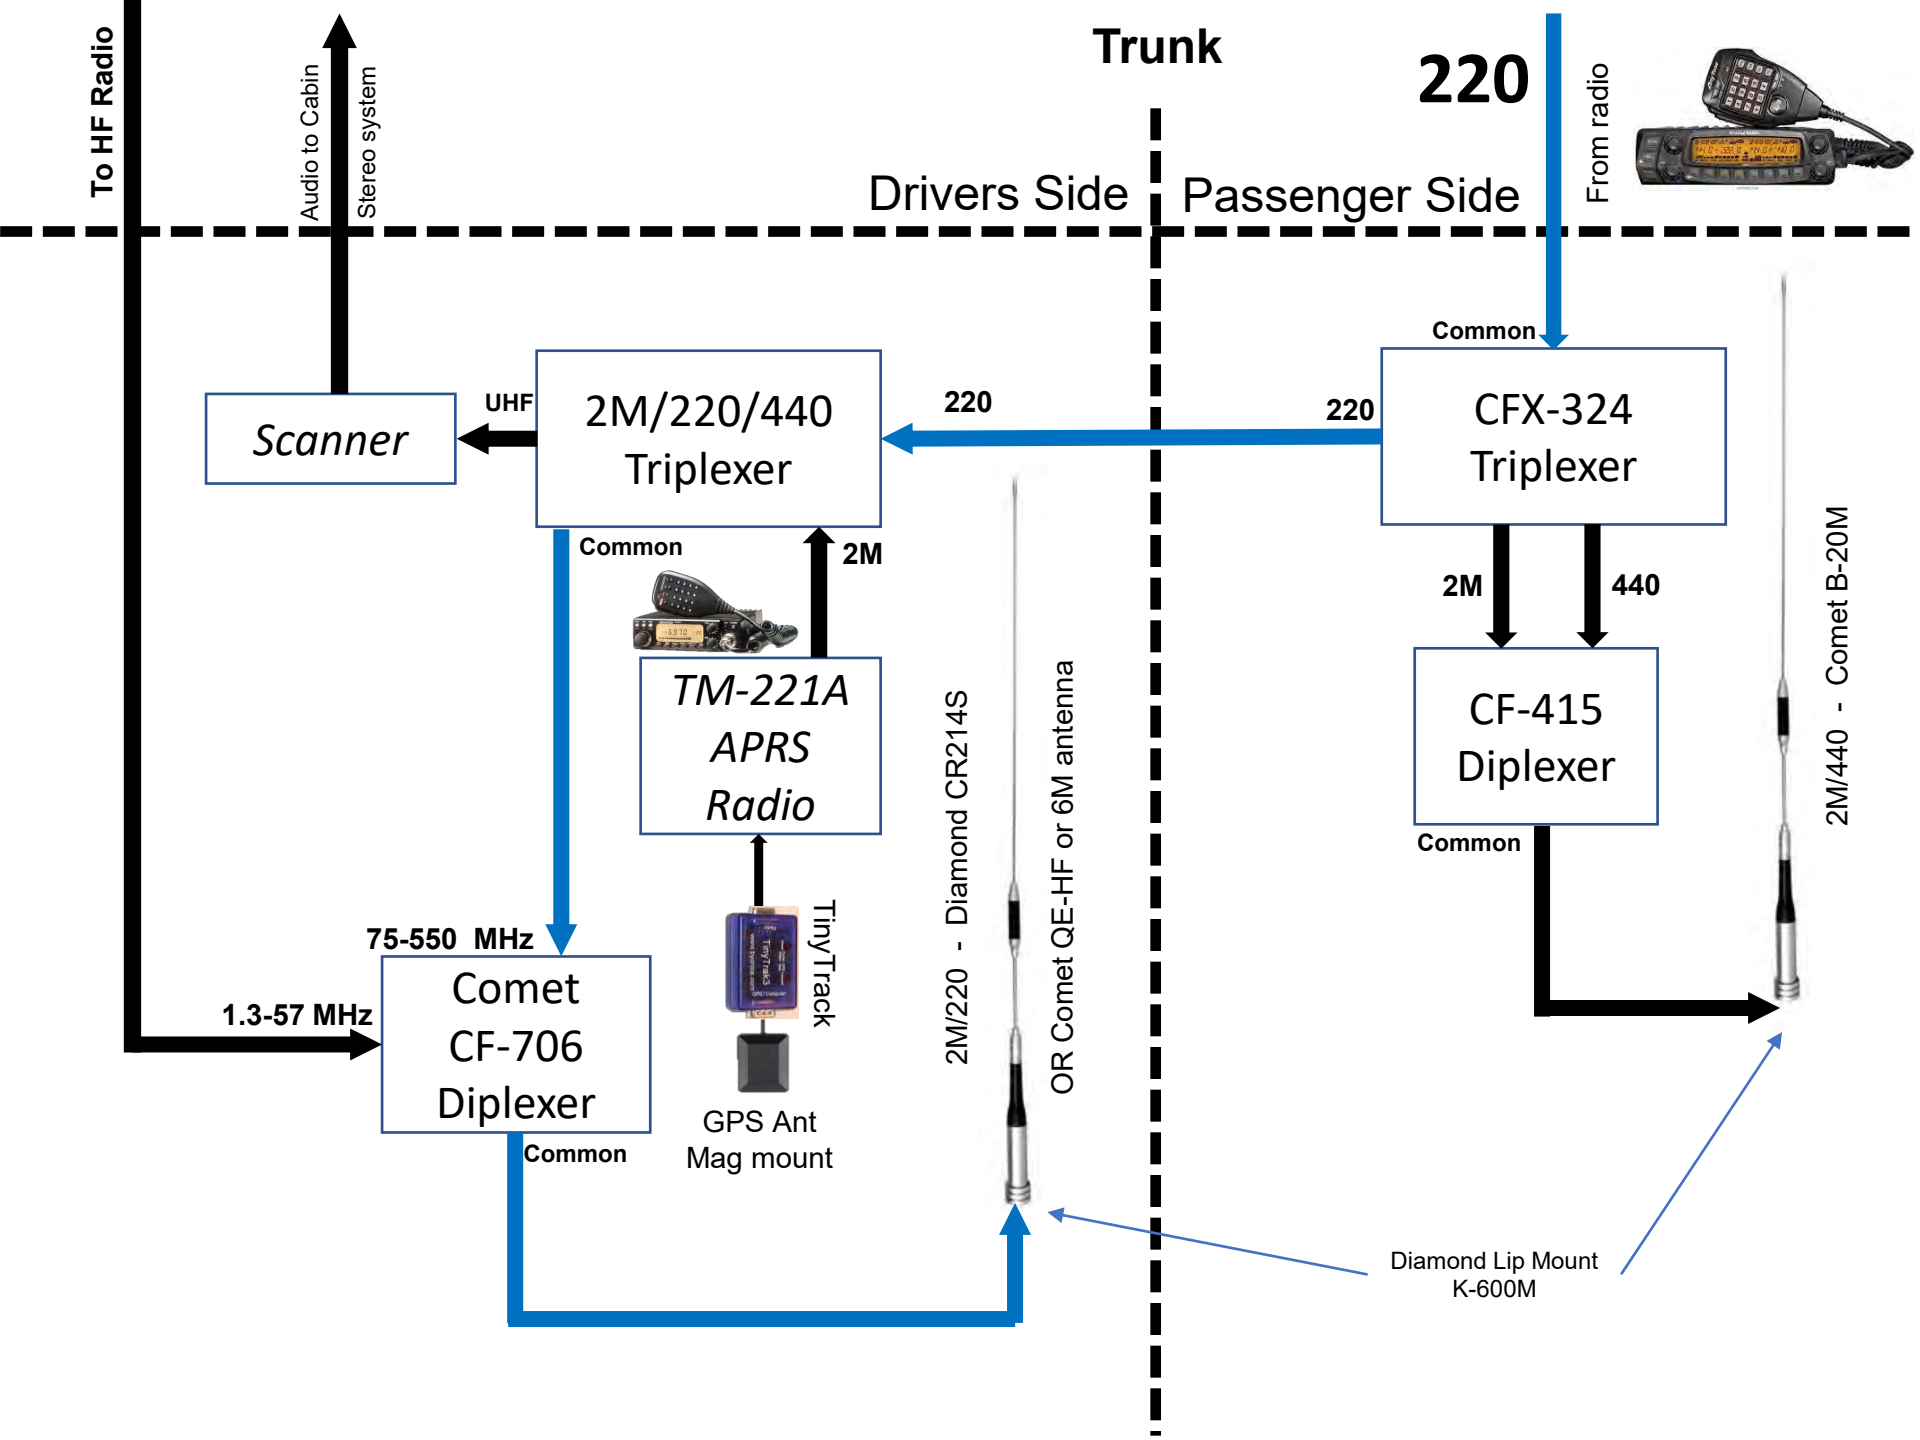 Trunk
220
To HF Radio
Audio to Cabin
Stereo system
From radio
Drivers Side
Passenger Side
Common
Scanner
UHF
2M/220/440
Triplexer
220
220
CFX-324
Triplexer
Common
2M
2M
440
TM-221A
APRS
Radio
CF-415
Diplexer
Common
2M/440 - Comet B-20M
2M/220 - Diamond CR214S
OR Comet QE-HF or 6M antenna
TinyTrack
TinyTrak3
75-550 MHz
1.3-57 MHz
Comet
CF-706
Diplexer
Common
GPS Ant
Mag mount
Diamond Lip Mount
K-600M